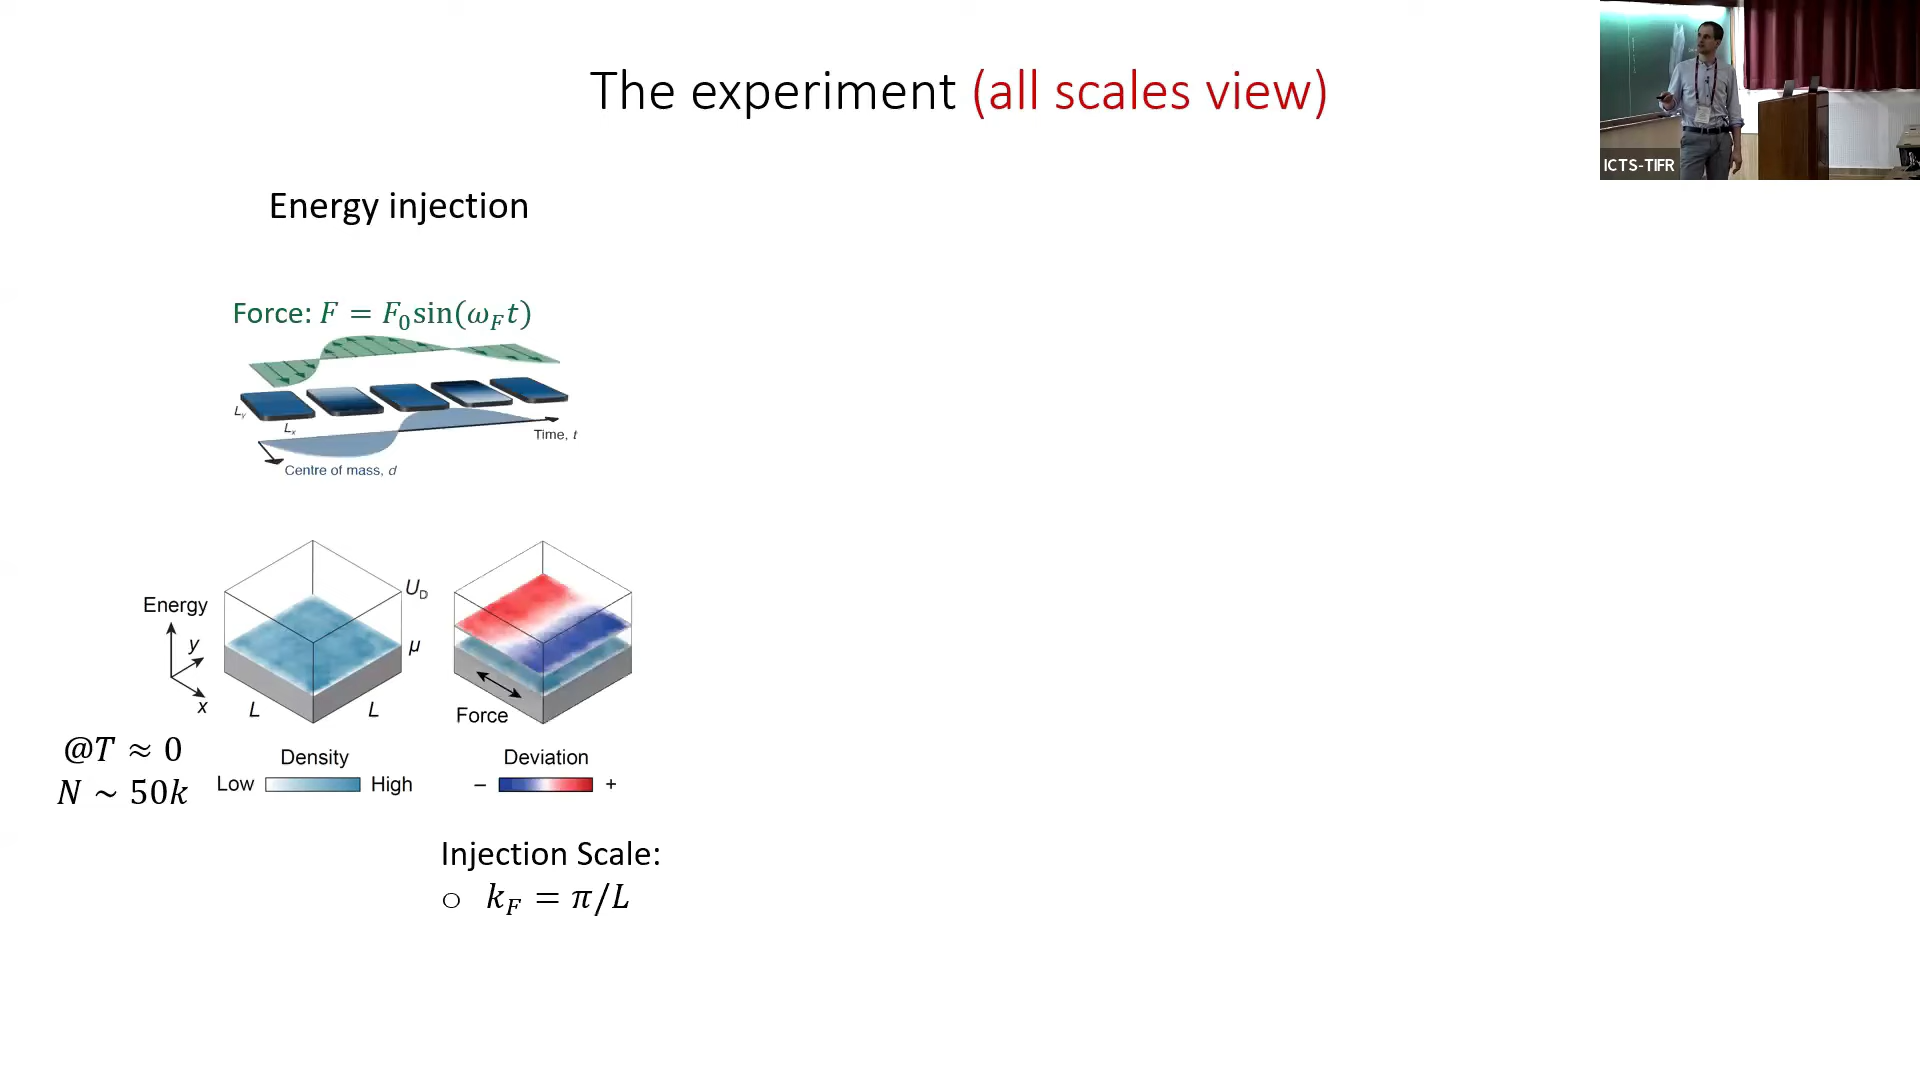 The experiment (all scales view)
ICTS-TIFR
Energy injection
Force: F = F₀sin(ω_F t)
L_y
L_x
Time, t
Centre of mass, d
Energy
y
x
U_D
μ
L
L
Force
@T ≈ 0
N ~ 50k
Density
Low
High
Deviation
–
+
Injection Scale:
○ k_F = π/L